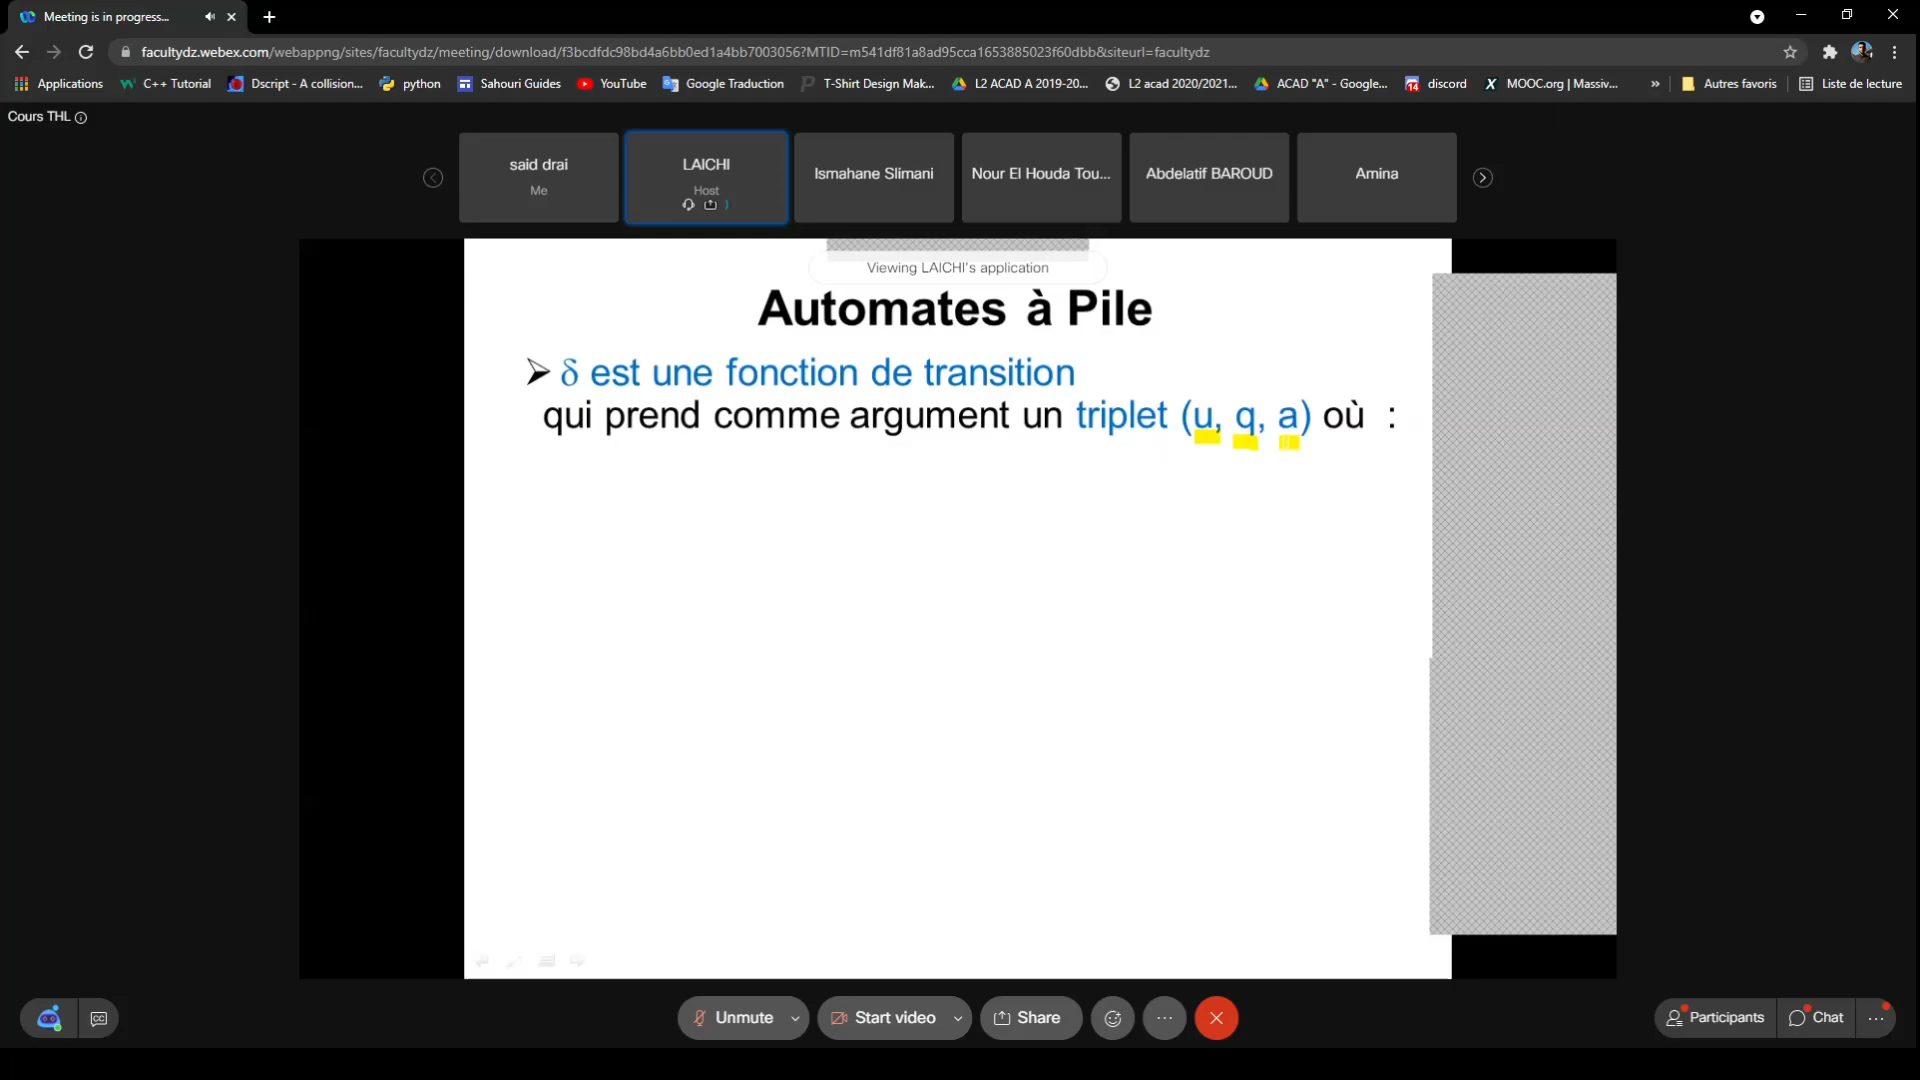 Meeting is in progress...
facultydz.webex.com/webappng/sites/facultydz/meeting/download/f3bcdfdc98bd4a6bb0ed1a4bb7003056?MTID=m541df81a8ad95cca1653885023f60dbb&siteurl=facultydz
Applications C++ Tutorial Dscript - A collision... python Sahouri Guides YouTube Google Traduction T-Shirt Design Mak... L2 ACAD A 2019-20... L2 acad 2020/2021... ACAD "A" - Google... discord MOOC.org | Massiv... » Autres favoris Liste de lecture
Cours THL
said drai
Me
LAICHI
Host
Ismahane Slimani
Nour El Houda Tou...
Abdelatif BAROUD
Amina
Viewing LAICHI's application
Automates à Pile
➢ δ est une fonction de transition
qui prend comme argument un triplet (u, q, a) où :
Unmute Start video Share Participants Chat